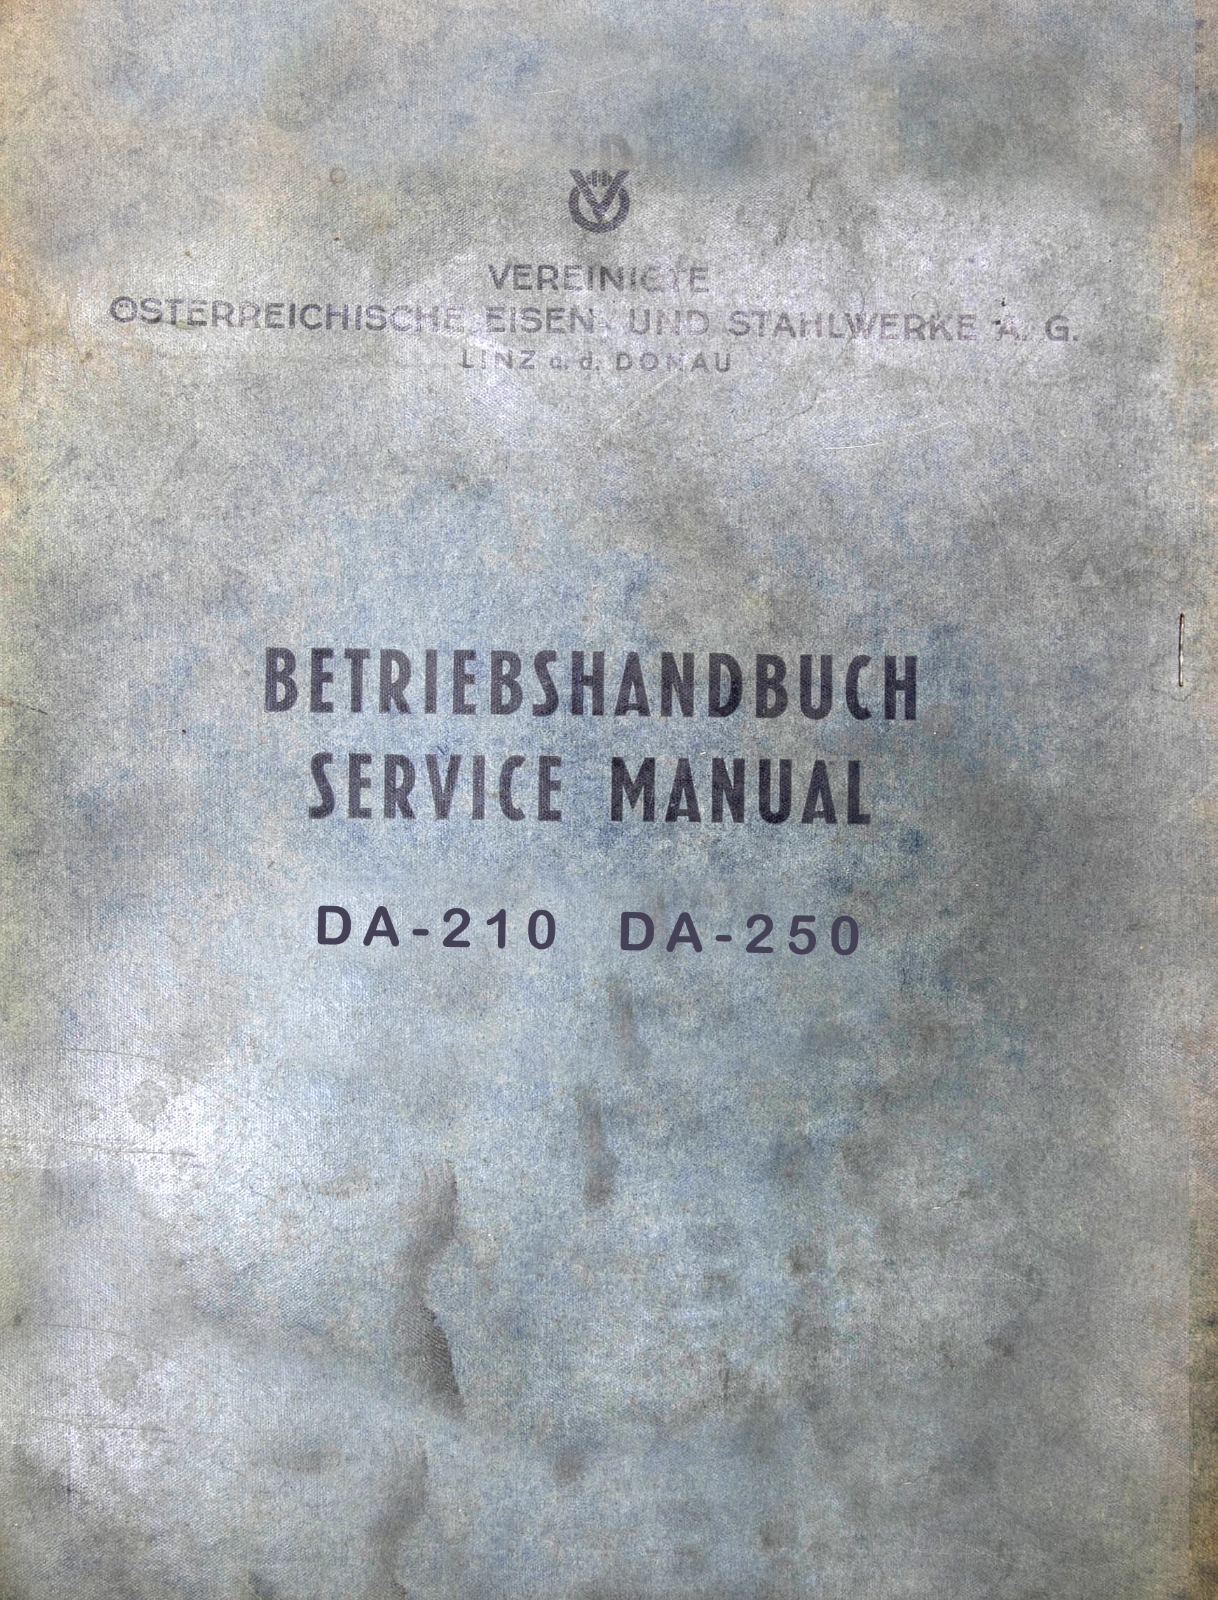 VEREINIGTE
ÖSTERREICHISCHE EISEN- UND STAHLWERKE A. G.
LINZ a. d. DONAU
BETRIEBSHANDBUCH
SERVICE MANUAL
DA-210 DA-250